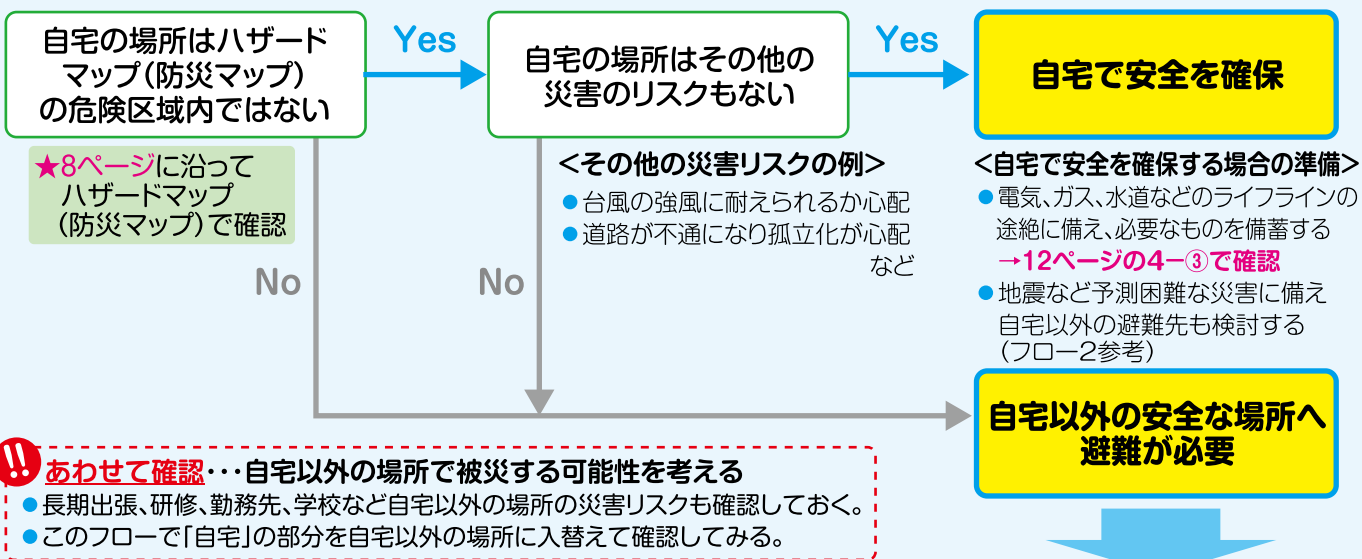 自宅の場所はハザード
マップ（防災マップ）
の危険区域内ではない
Yes
自宅の場所はその他の
災害のリスクもない
Yes
自宅で安全を確保
★8ページに沿って
ハザードマップ
（防災マップ）で確認
No
<その他の災害リスクの例>
●台風の強風に耐えられるか心配
●道路が不通になり孤立化が心配
など
No
<自宅で安全を確保する場合の準備>
●電気、ガス、水道などのライフラインの
途絶に備え、必要なものを備蓄する
→12ページの4ー③で確認
●地震など予測困難な災害に備え
自宅以外の避難先も検討する
（フロー2参考）
自宅以外の安全な場所へ
避難が必要
!! あわせて確認･･･自宅以外の場所で被災する可能性を考える
●長期出張、研修、勤務先、学校など自宅以外の場所の災害リスクも確認しておく。
●このフローで「自宅」の部分を自宅以外の場所に入替えて確認してみる。